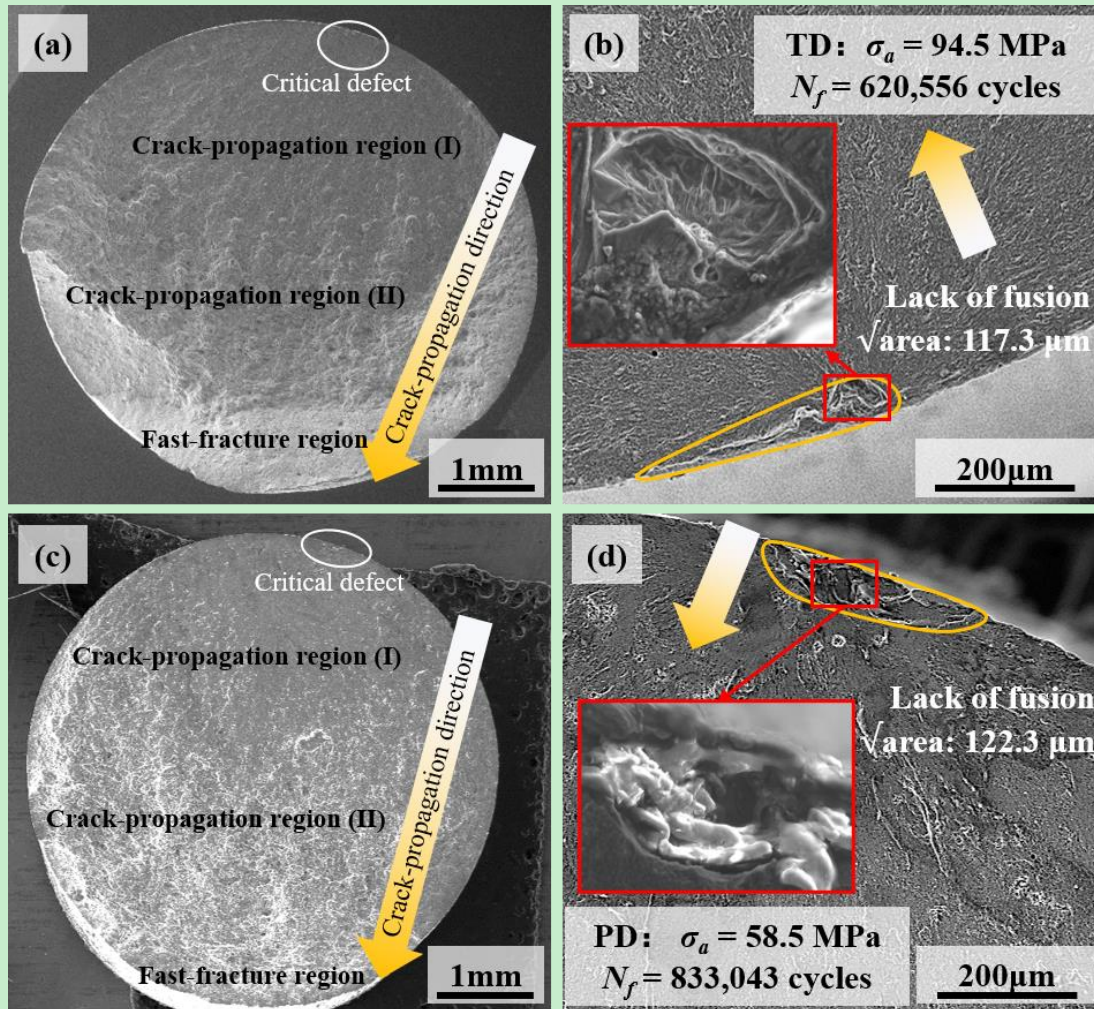 (a)
Critical defect
Crack-propagation region (I)
Crack-propagation direction
Crack-propagation region (II)
Fast-fracture region
1mm
(b)
TD： σₐ = 94.5 MPa
N_f = 620,556 cycles
Lack of fusion
√area: 117.3 μm
200μm
(c)
Critical defect
Crack-propagation region (I)
Crack-propagation direction
Crack-propagation region (II)
Fast-fracture region
1mm
(d)
Lack of fusion
√area: 122.3 μm
PD： σₐ = 58.5 MPa
N_f = 833,043 cycles
200μm